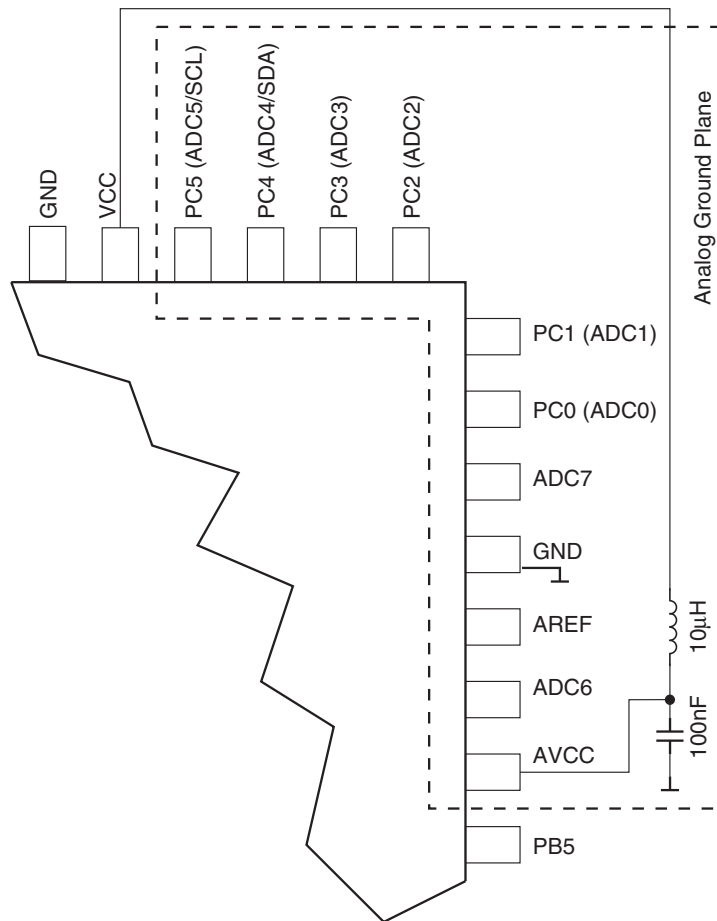 GND
VCC
PC5 (ADC5/SCL)
PC4 (ADC4/SDA)
PC3 (ADC3)
PC2 (ADC2)
Analog Ground Plane
PC1 (ADC1)
PC0 (ADC0)
ADC7
GND
AREF
10μH
ADC6
100nF
AVCC
PB5